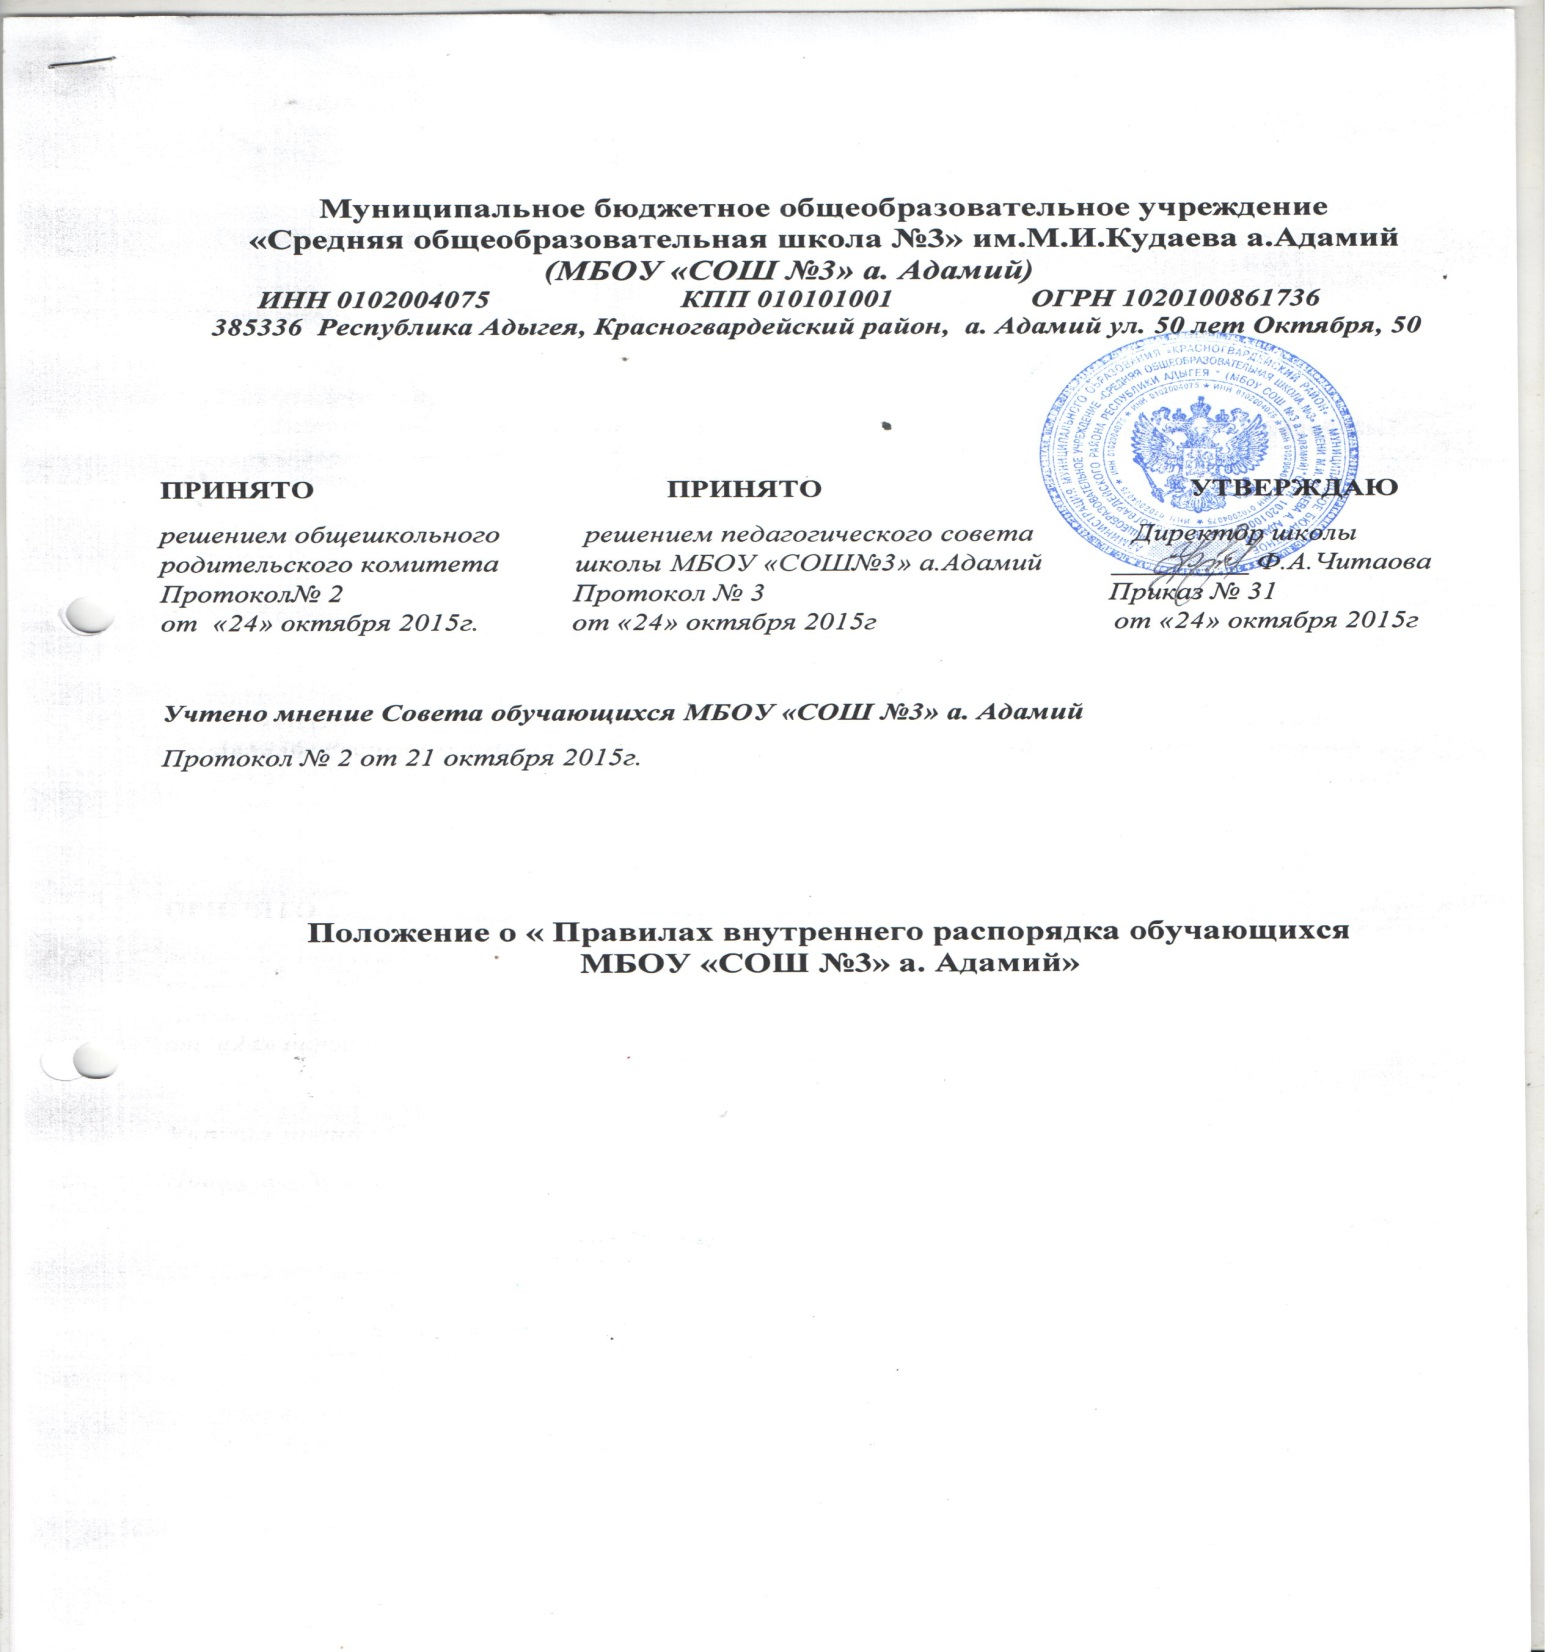 Муниципальное бюджетное общеобразовательное учреждение
«Средняя общеобразовательная школа №3» им.М.И.Кудаева а.Адамий
(МБОУ «СОШ №3» а. Адамий)
ИНН 0102004075 КПП 010101001 ОГРН 1020100861736
385336 Республика Адыгея, Красногвардейский район, а. Адамий ул. 50 лет Октября, 50
ПРИНЯТО ПРИНЯТО УТВЕРЖДАЮ
решением общешкольного решением педагогического совета Директор школы
родительского комитета школы МБОУ «СОШ№3» а.Адамий __________ Ф.А.Читаова
Протокол№ 2 Протокол № 3 Приказ № 31
от «24» октября 2015г. от «24» октября 2015г от «24» октября 2015г
Учтено мнение Совета обучающихся МБОУ «СОШ №3» а. Адамий
Протокол № 2 от 21 октября 2015г.
Положение о « Правилах внутреннего распорядка обучающихся
МБОУ «СОШ №3» а. Адамий»